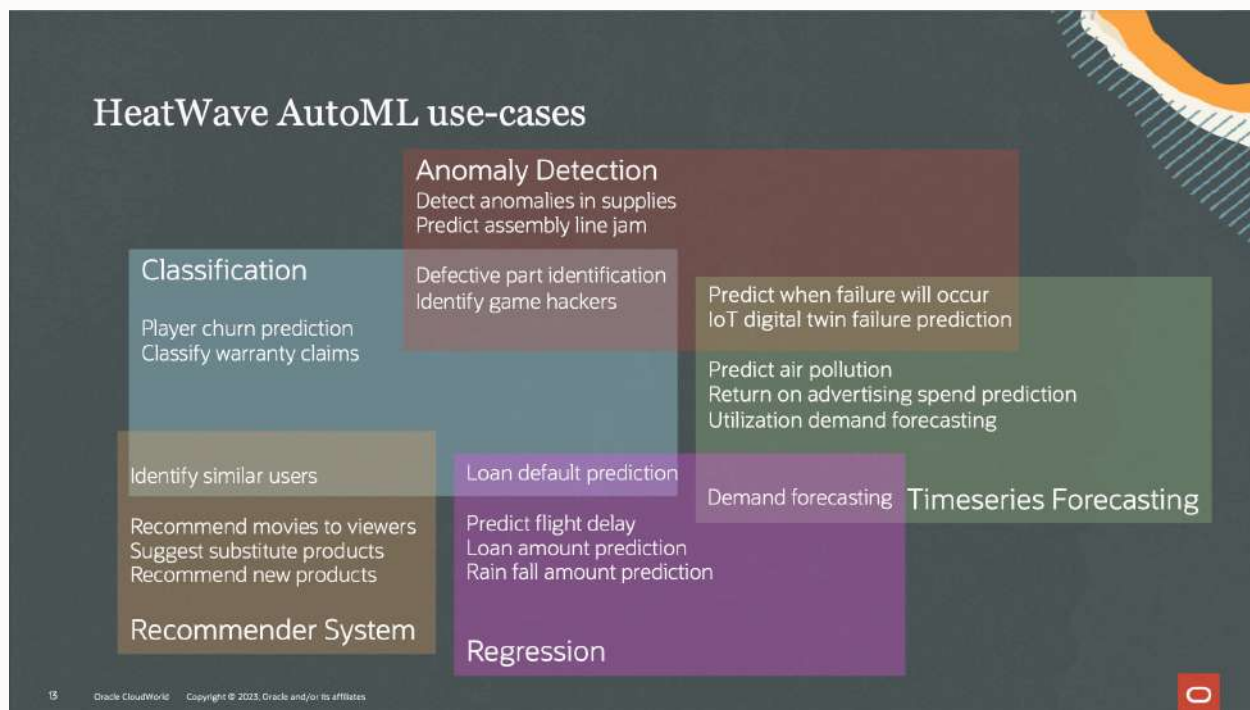 HeatWave AutoML use-cases
Anomaly Detection
Detect anomalies in supplies
Predict assembly line jam
Classification
Defective part identification
Identify game hackers
Player churn prediction
Classify warranty claims
Predict when failure will occur
IoT digital twin failure prediction
Predict air pollution
Return on advertising spend prediction
Utilization demand forecasting
Identify similar users
Loan default prediction
Demand forecasting
Timeseries Forecasting
Recommend movies to viewers
Suggest substitute products
Recommend new products
Recommender System
Predict flight delay
Loan amount prediction
Rain fall amount prediction
Regression
13 Oracle CloudWorld Copyright © 2023, Oracle and/or its affiliates